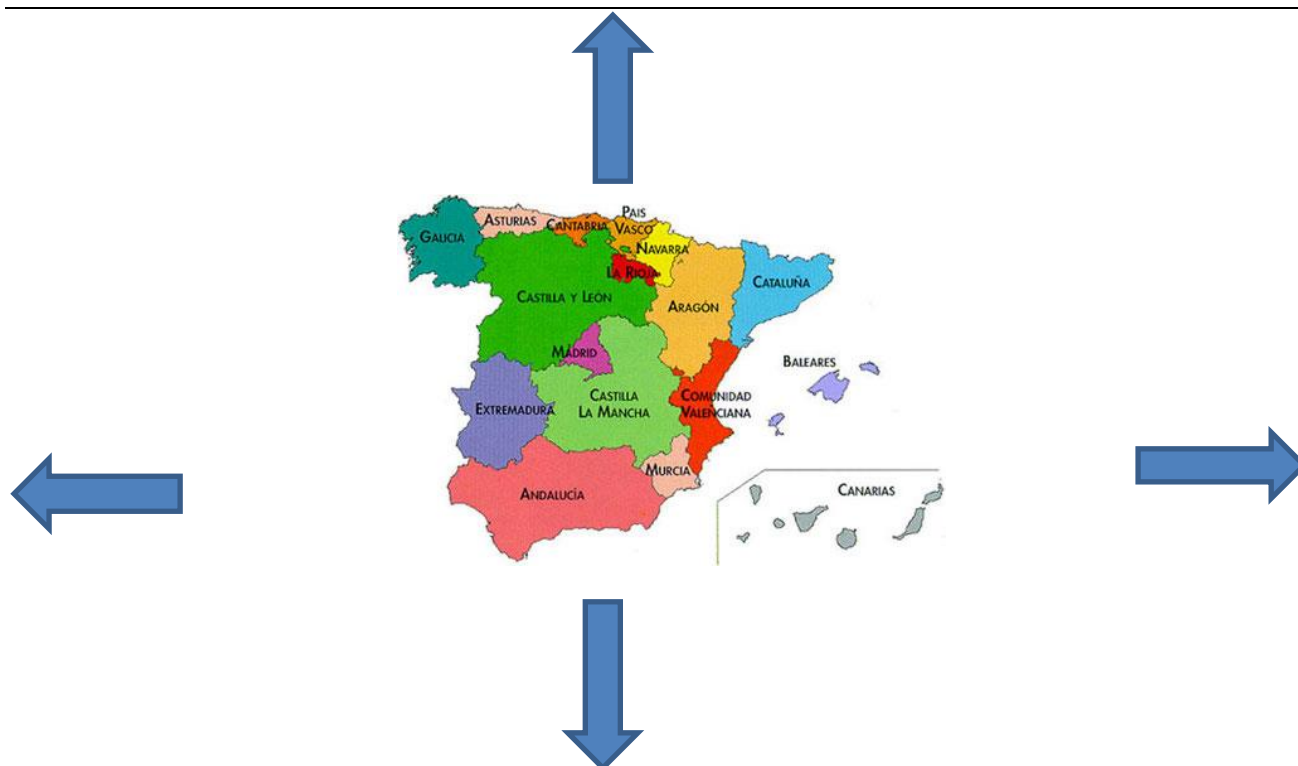 GALICIA
ASTURIAS
CANTABRIA
PAIS
VASCO
NAVARRA
LA RIOJA
CASTILLA Y LEÓN
ARAGÓN
CATALUÑA
MADRID
BALEARES
EXTREMADURA
CASTILLA
LA MANCHA
COMUNIDAD
VALENCIANA
MURCIA
ANDALUCÍA
CANARIAS